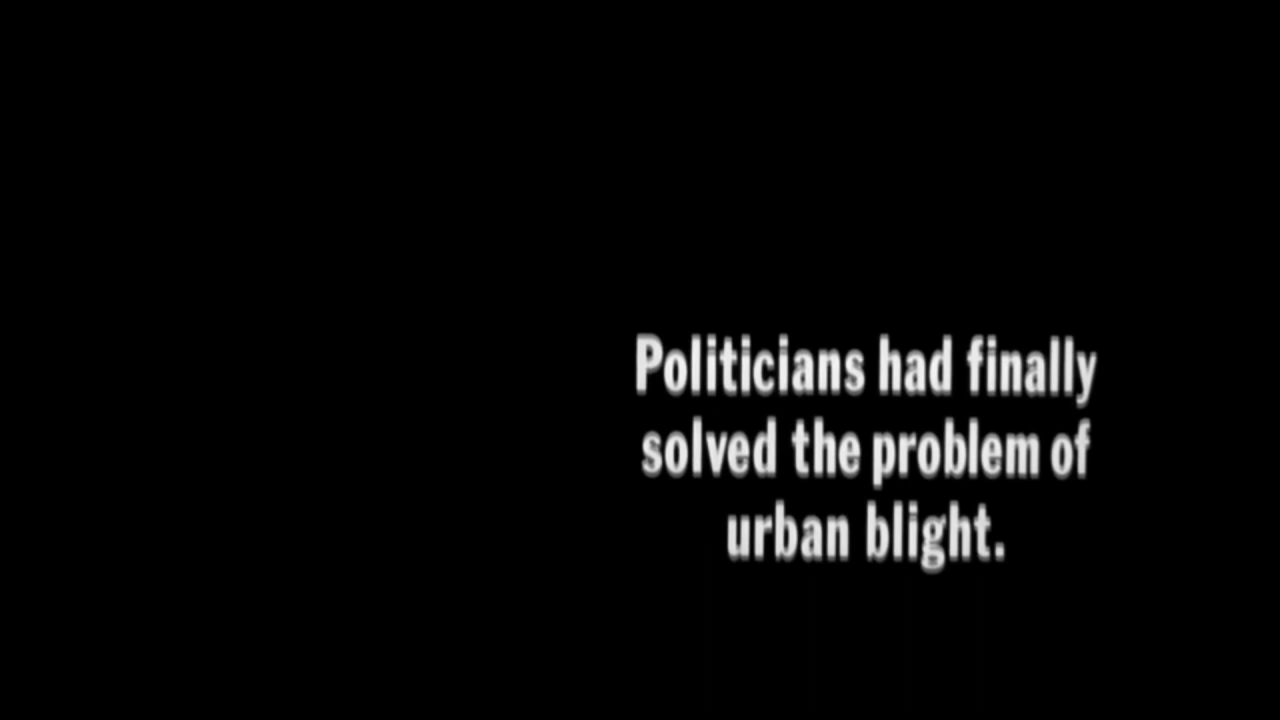 Politicians had finally
solved the problem of
urban blight.